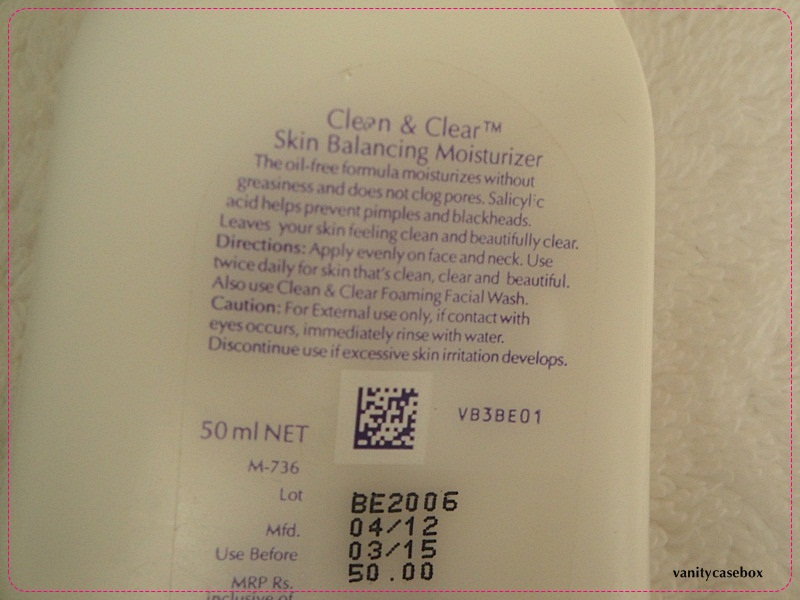 Clean & Clear™
Skin Balancing Moisturizer
The oil-free formula moisturizes without
greasiness and does not clog pores. Salicylic
acid helps prevent pimples and blackheads.
Leaves your skin feeling clean and beautifully clear.
Directions: Apply evenly on face and neck. Use
twice daily for skin that's clean, clear and beautiful.
Also use Clean & Clear Foaming Facial Wash.
Caution: For External use only, if contact with
eyes occurs, immediately rinse with water.
Discontinue use if excessive skin irritation develops.
VB3BE01
50 ml NET
M-736
Lot BE2006
Mfd. 04/12
Use Before 03/15
MRP Rs. 50.00
inclusive of
vanitycasebox